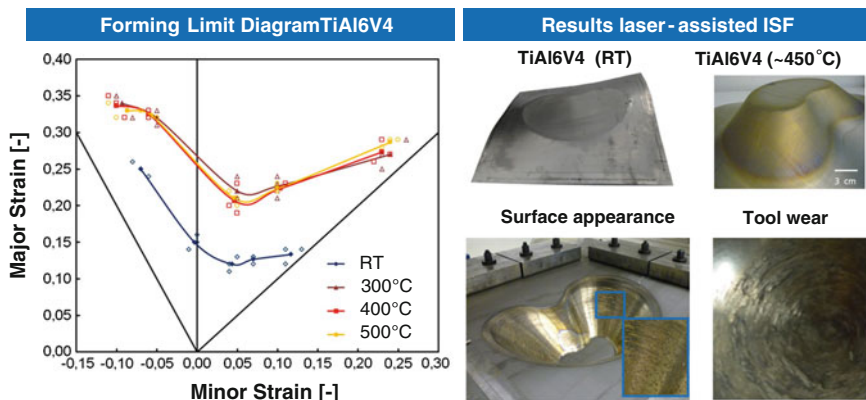 Forming Limit DiagramTiAl6V4
0,40
0,35
0,30
0,25
0,20
0,15
0,10
0,05
0,00
-0,15
-0,10
-0,05
0,00
0,05
0,10
0,15
0,20
0,25
0,30
Major Strain [-]
Minor Strain [-]
RT
300°C
400°C
500°C
Results laser-assisted ISF
TiAl6V4 (RT)
TiAl6V4 (~450°C)
3 cm
Surface appearance
Tool wear